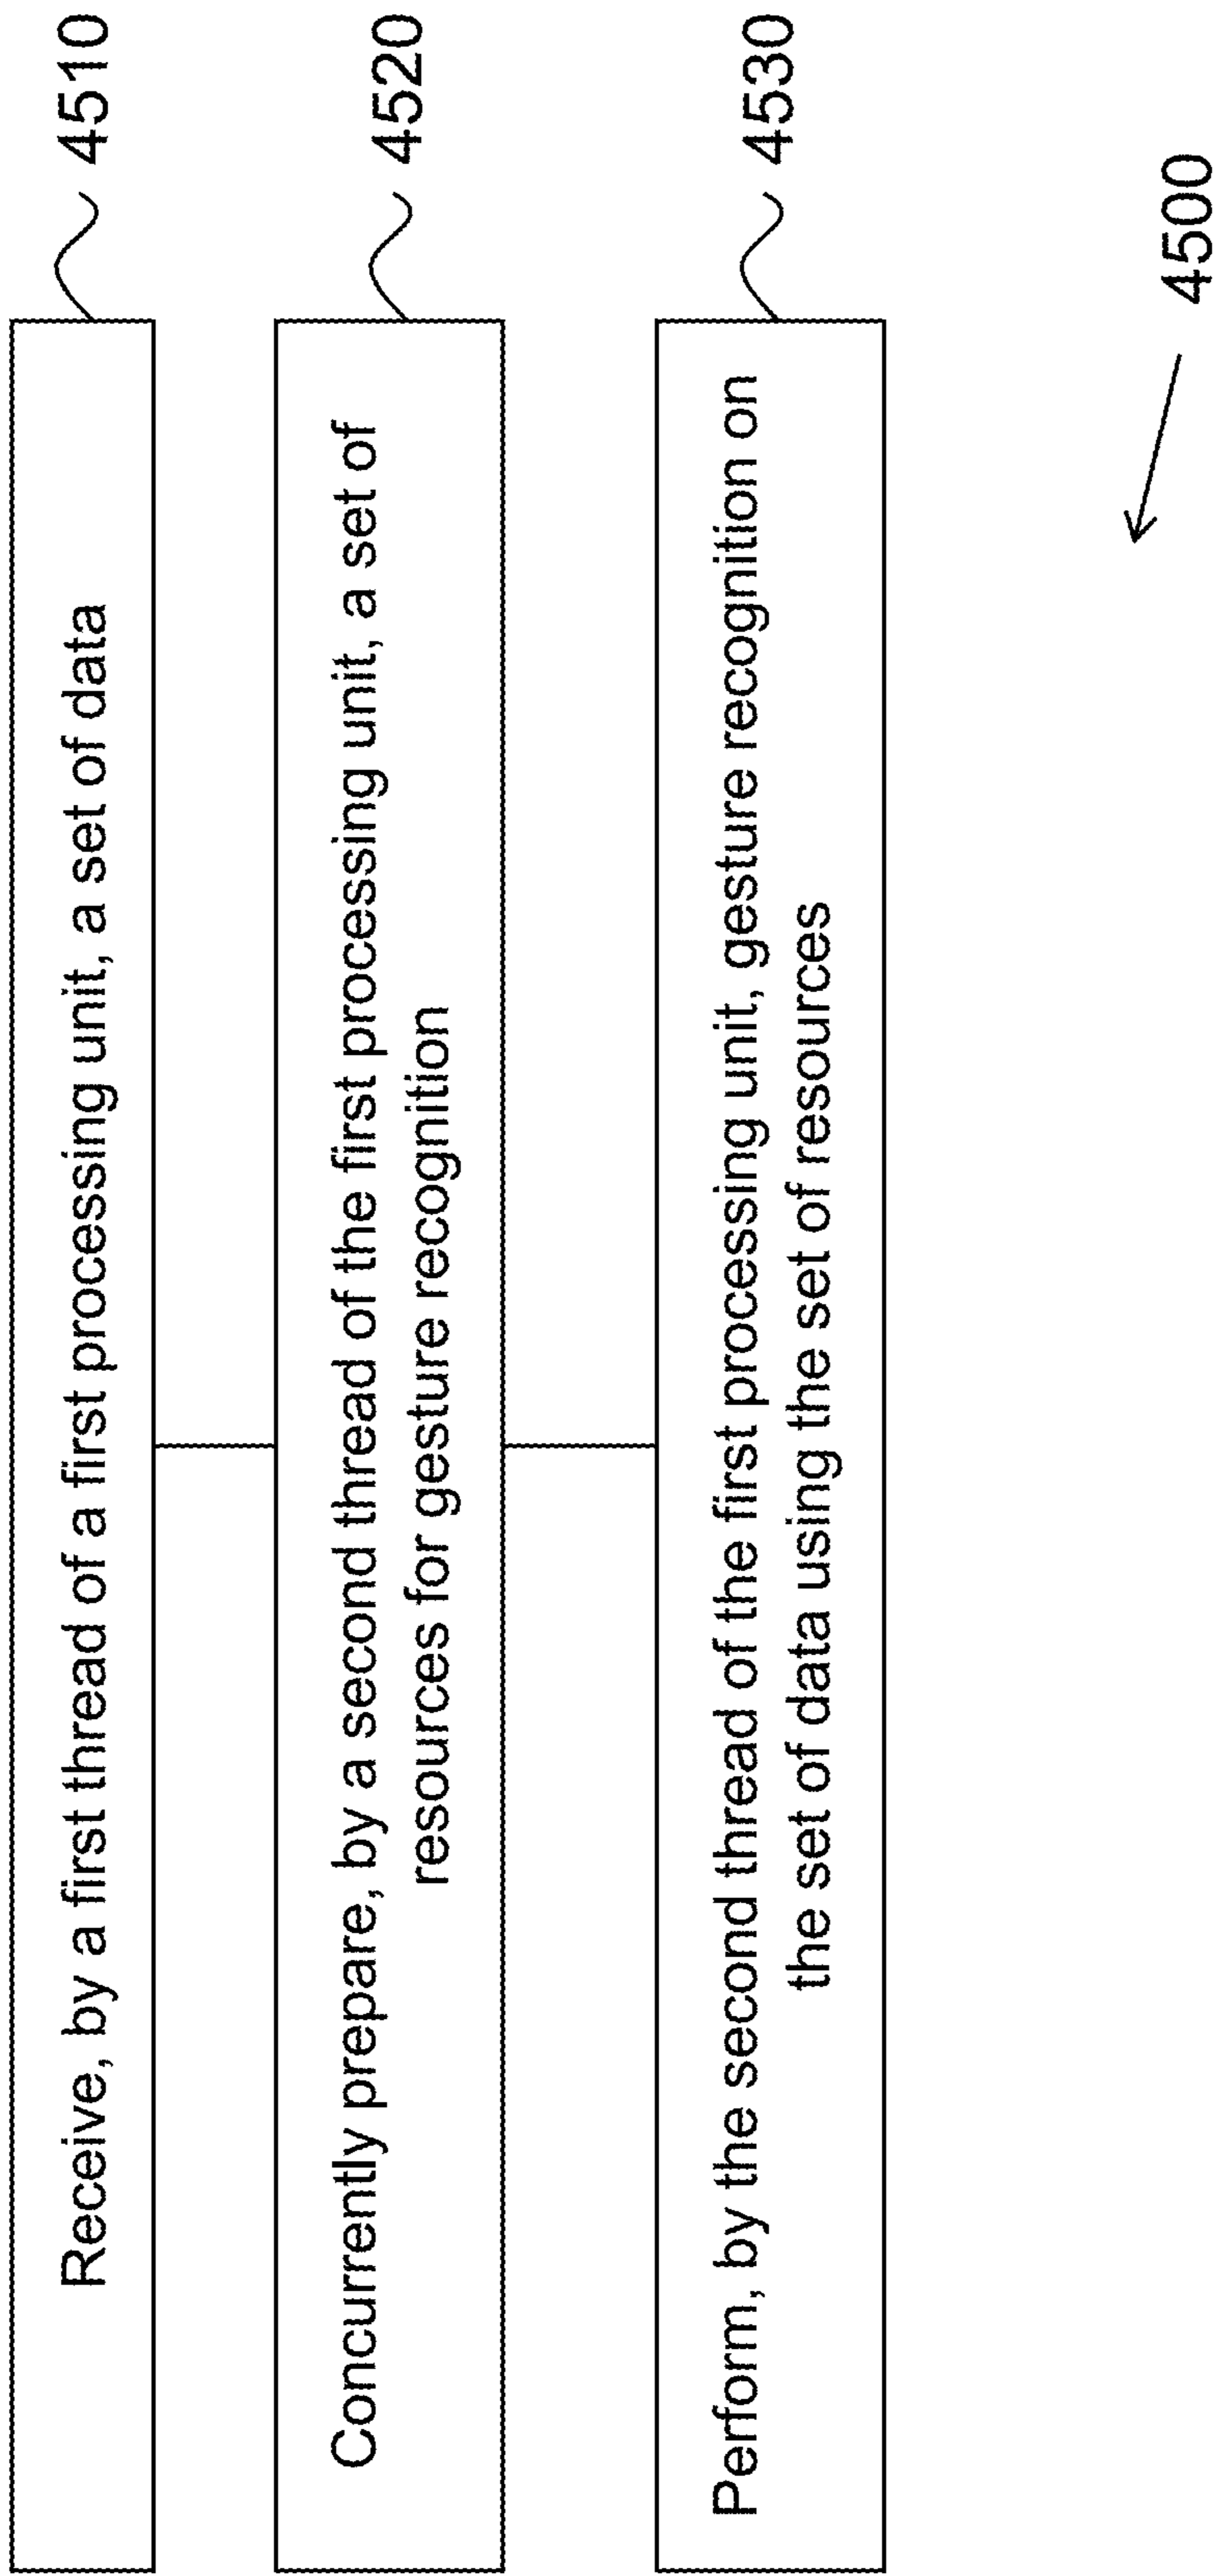 Receive, by a first thread of a first processing unit, a set of data
4510
Concurrently prepare, by a second thread of the first processing unit, a set of
resources for gesture recognition
4520
Perform, by the second thread of the first processing unit, gesture recognition on
the set of data using the set of resources
4530
4500